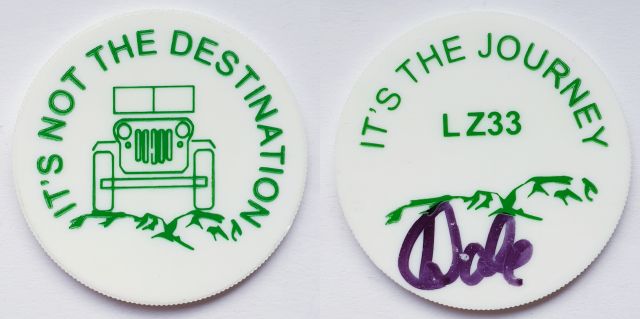 IT'S NOT THE DESTINATION
IT'S THE JOURNEY
LZ33
Dale